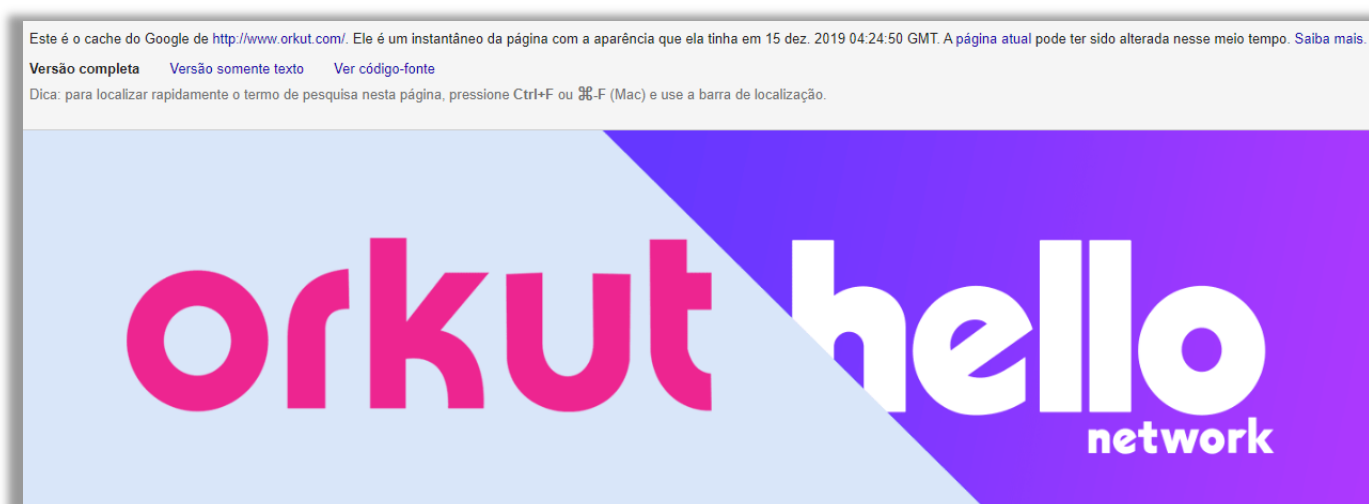 Este é o cache do Google de http://www.orkut.com/. Ele é um instantâneo da página com a aparência que ela tinha em 15 dez. 2019 04:24:50 GMT. A página atual pode ter sido alterada nesse meio tempo. Saiba mais.
Versão completa Versão somente texto Ver código-fonte
Dica: para localizar rapidamente o termo de pesquisa nesta página, pressione Ctrl+F ou ⌘-F (Mac) e use a barra de localização.
orkut hello
network